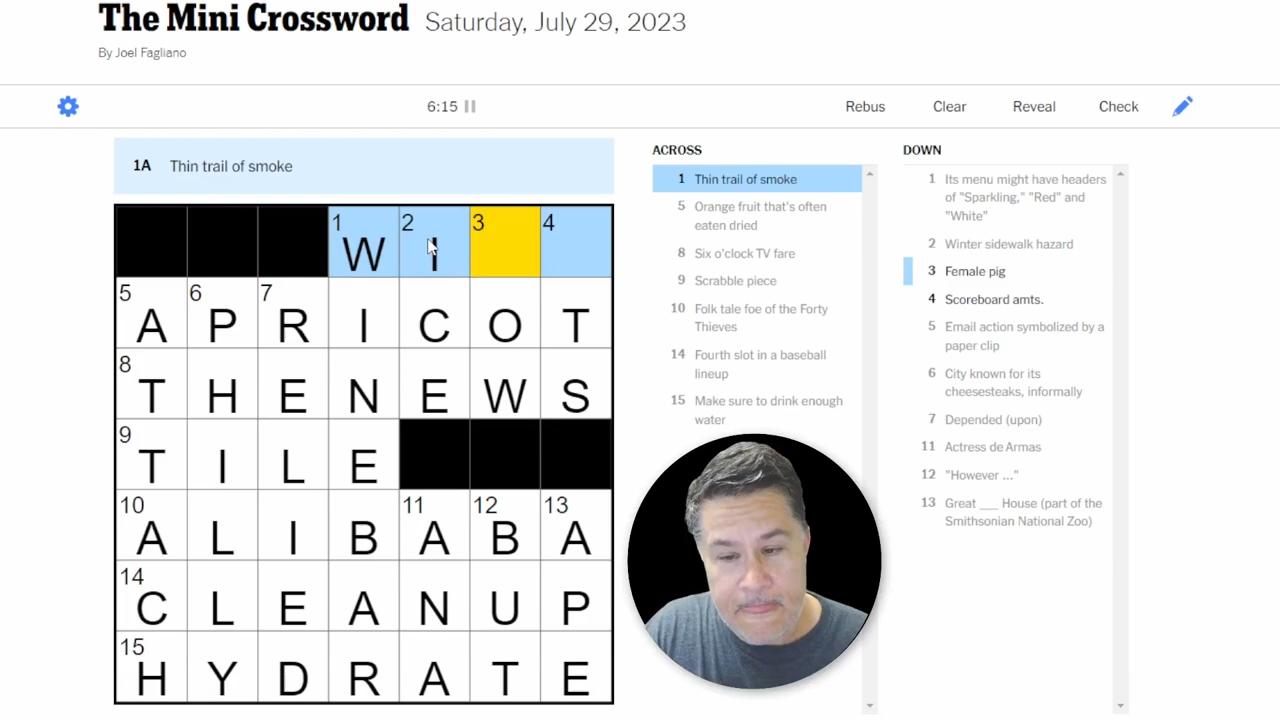 The Mini Crossword Saturday, July 29, 2023
By Joel Fagliano
6:15 Rebus Clear Reveal Check
1A Thin trail of smoke
1 W 2 I 3 4
5 A 6 P 7 R I C O T
8 T H E N E W S
9 T I L E
10 A L I B 11 A 12 B 13 A
14 C L E A N U P
15 H Y D R A T E
ACROSS
1 Thin trail of smoke
5 Orange fruit that's often
eaten dried
8 Six o'clock TV fare
9 Scrabble piece
10 Folk tale foe of the Forty
Thieves
14 Fourth slot in a baseball
lineup
15 Make sure to drink enough
water
DOWN
1 Its menu might have headers
of "Sparkling," "Red" and
"White"
2 Winter sidewalk hazard
3 Female pig
4 Scoreboard amts.
5 Email action symbolized by a
paper clip
6 City known for its
cheesesteaks, informally
7 Depended (upon)
11 Actress de Armas
12 "However ..."
13 Great ___ House (part of the
Smithsonian National Zoo)